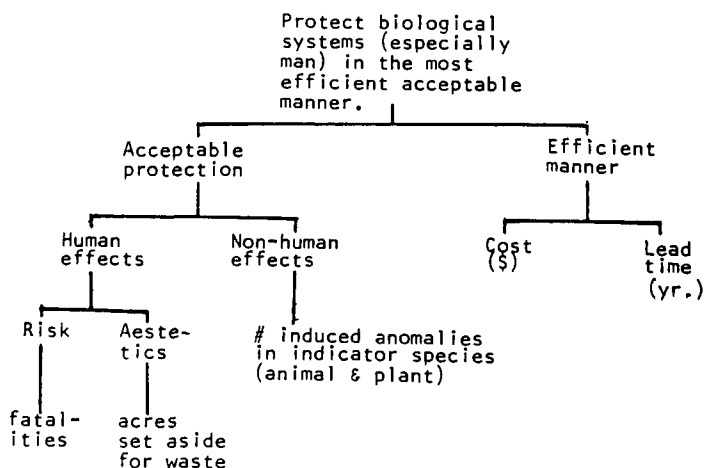 Protect biological
systems (especially
man) in the most
efficient acceptable
manner.
Acceptable
protection
Efficient
manner
Human
effects
Non-human
effects
Cost
($)
Lead
time
(yr.)
Risk
Aeste-
tics
# induced anomalies
in indicator species
(animal & plant)
fatal-
ities
acres
set aside
for waste